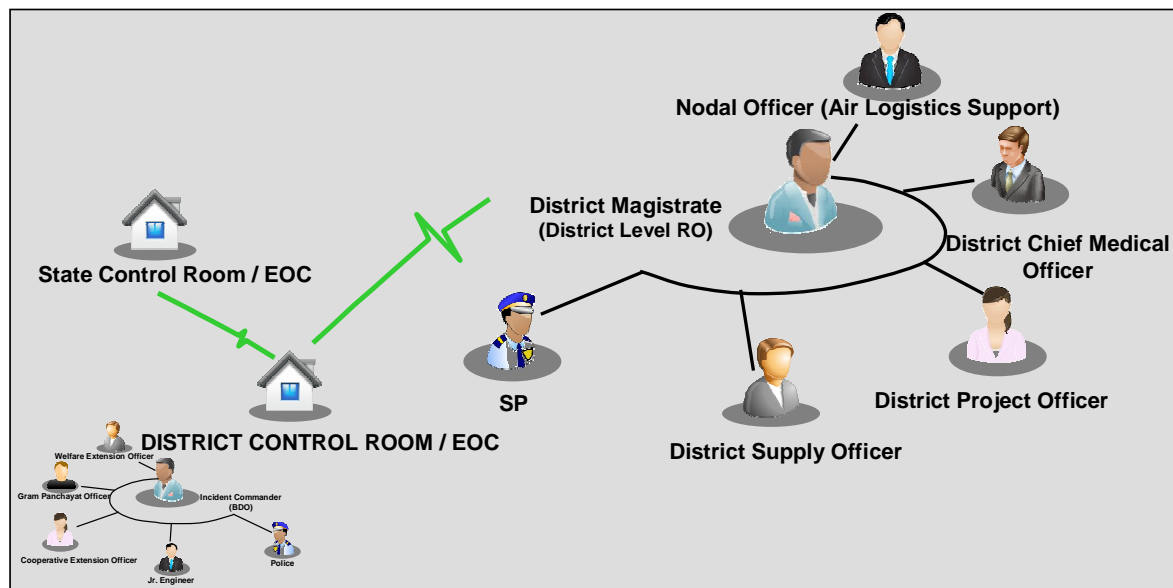 Nodal Officer (Air Logistics Support)
District Magistrate
(District Level RO)
District Chief Medical
Officer
State Control Room / EOC
SP
District Project Officer
District Supply Officer
DISTRICT CONTROL ROOM / EOC
Welfare Extension Officer
Gram Panchayat Officer
Incident Commander
(BDO)
Cooperative Extension Officer
Police
Jr. Engineer